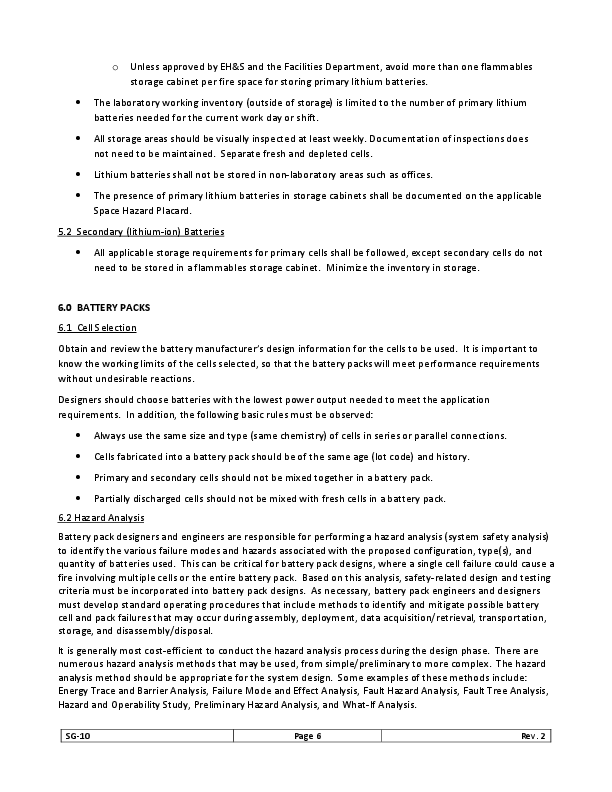 o Unless approved by EH&S and the Facilities Department, avoid more than one flammables
storage cabinet per fire space for storing primary lithium batteries.
• The laboratory working inventory (outside of storage) is limited to the number of primary lithium
batteries needed for the current work day or shift.
• All storage areas should be visually inspected at least weekly. Documentation of inspections does
not need to be maintained. Separate fresh and depleted cells.
• Lithium batteries shall not be stored in non-laboratory areas such as offices.
• The presence of primary lithium batteries in storage cabinets shall be documented on the applicable
Space Hazard Placard.
5.2 Secondary (lithium-ion) Batteries
• All applicable storage requirements for primary cells shall be followed, except secondary cells do not
need to be stored in a flammables storage cabinet. Minimize the inventory in storage.
6.0 BATTERY PACKS
6.1 Cell Selection
Obtain and review the battery manufacturer's design information for the cells to be used. It is important to
know the working limits of the cells selected, so that the battery packs will meet performance requirements
without undesirable reactions.
Designers should choose batteries with the lowest power output needed to meet the application
requirements. In addition, the following basic rules must be observed:
• Always use the same size and type (same chemistry) of cells in series or parallel connections.
• Cells fabricated into a battery pack should be of the same age (lot code) and history.
• Primary and secondary cells should not be mixed together in a battery pack.
• Partially discharged cells should not be mixed with fresh cells in a battery pack.
6.2 Hazard Analysis
Battery pack designers and engineers are responsible for performing a hazard analysis (system safety analysis)
to identify the various failure modes and hazards associated with the proposed configuration, type(s), and
quantity of batteries used. This can be critical for battery pack designs, where a single cell failure could cause a
fire involving multiple cells or the entire battery pack. Based on this analysis, safety-related design and testing
criteria must be incorporated into battery pack designs. As necessary, battery pack engineers and designers
must develop standard operating procedures that include methods to identify and mitigate possible battery
cell and pack failures that may occur during assembly, deployment, data acquisition/retrieval, transportation,
storage, and disassembly/disposal.
It is generally most cost-efficient to conduct the hazard analysis process during the design phase. There are
numerous hazard analysis methods that may be used, from simple/preliminary to more complex. The hazard
analysis method should be appropriate for the system design. Some examples of these methods include:
Energy Trace and Barrier Analysis, Failure Mode and Effect Analysis, Fault Hazard Analysis, Fault Tree Analysis,
Hazard and Operability Study, Preliminary Hazard Analysis, and What-If Analysis.
SG-10 Page 6 Rev. 2